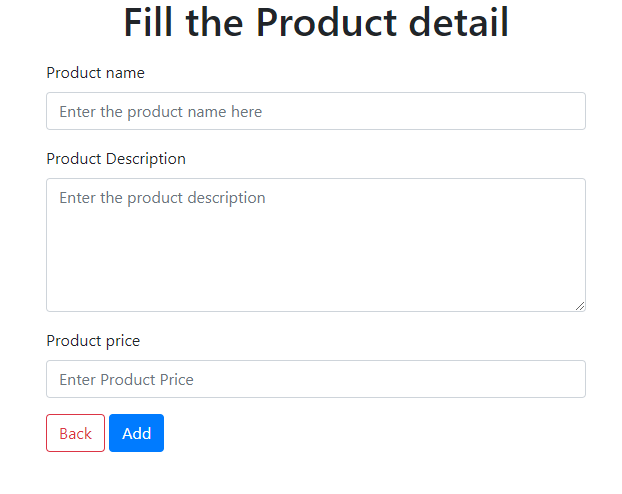 Fill the Product detail
Product name
Enter the product name here
Product Description
Enter the product description
Product price
Enter Product Price
Back Add